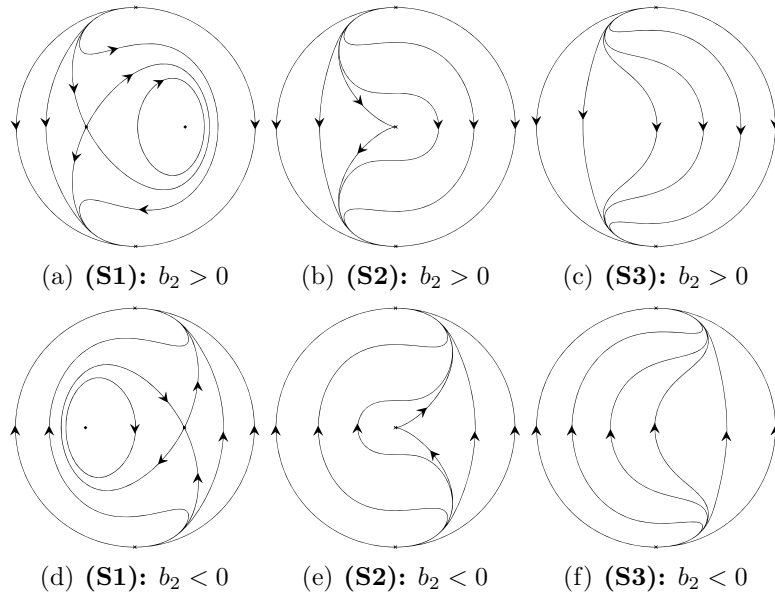 (a) (S1): b₂ > 0
(b) (S2): b₂ > 0
(c) (S3): b₂ > 0
(d) (S1): b₂ < 0
(e) (S2): b₂ < 0
(f) (S3): b₂ < 0